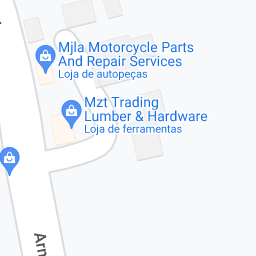 Mjla Motorcycle Parts
And Repair Services
Loja de autopeças
Mzt Trading
Lumber & Hardware
Loja de ferramentas